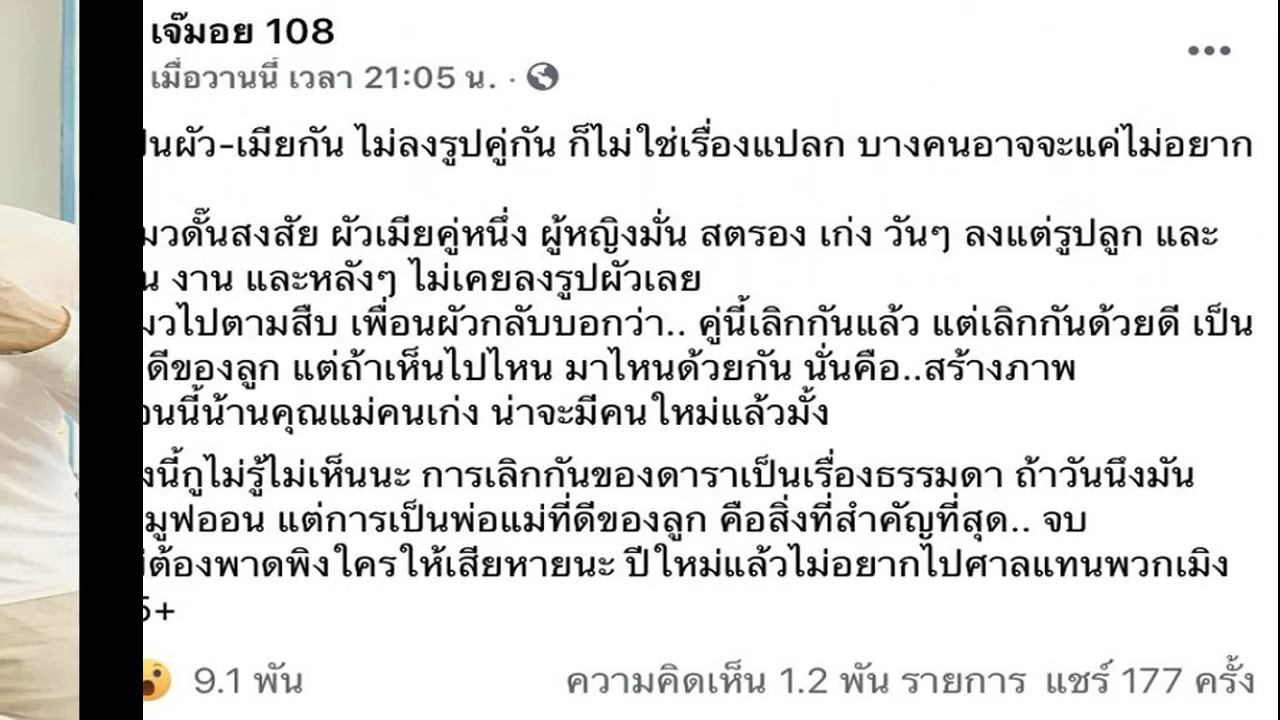 เจ๊มอย 108
เมื่อวานนี้ เวลา 21:05 น. ·
ผัว-เมียกัน ไม่ลงรูปคู่กัน ก็ไม่ใช่เรื่องแปลก บางคนอาจจะแค่ไม่อยาก
สงสัย ผัวเมียคู่หนึ่ง ผู้หญิงมั่น สตรอง เก่ง วันๆ ลงแต่รูปลูก และ
งาน และหลังๆ ไม่เคยลงรูปผัวเลย
ไปตามสืบ เพื่อนผัวกลับบอกว่า.. คู่นี้เลิกกันแล้ว แต่เลิกกันด้วยดี เป็น
ดีของลูก แต่ถ้าเห็นไปไหน มาไหนด้วยกัน นั่นคือ..สร้างภาพ
นี้น้านคุณแม่คนเก่ง น่าจะมีคนใหม่แล้วมั้ง
นี้กูไม่รู้ไม่เห็นนะ การเลิกกันของดาราเป็นเรื่องธรรมดา ถ้าวันนึงมัน
มูฟออน แต่การเป็นพ่อแม่ที่ดีของลูก คือสิ่งที่สำคัญที่สุด.. จบ
ต้องพาดพิงใครให้เสียหายนะ ปีใหม่แล้วไม่อยากไปศาลแทนพวกเมิง
5+
9.1 พัน ความคิดเห็น 1.2 พัน รายการ แชร์ 177 ครั้ง